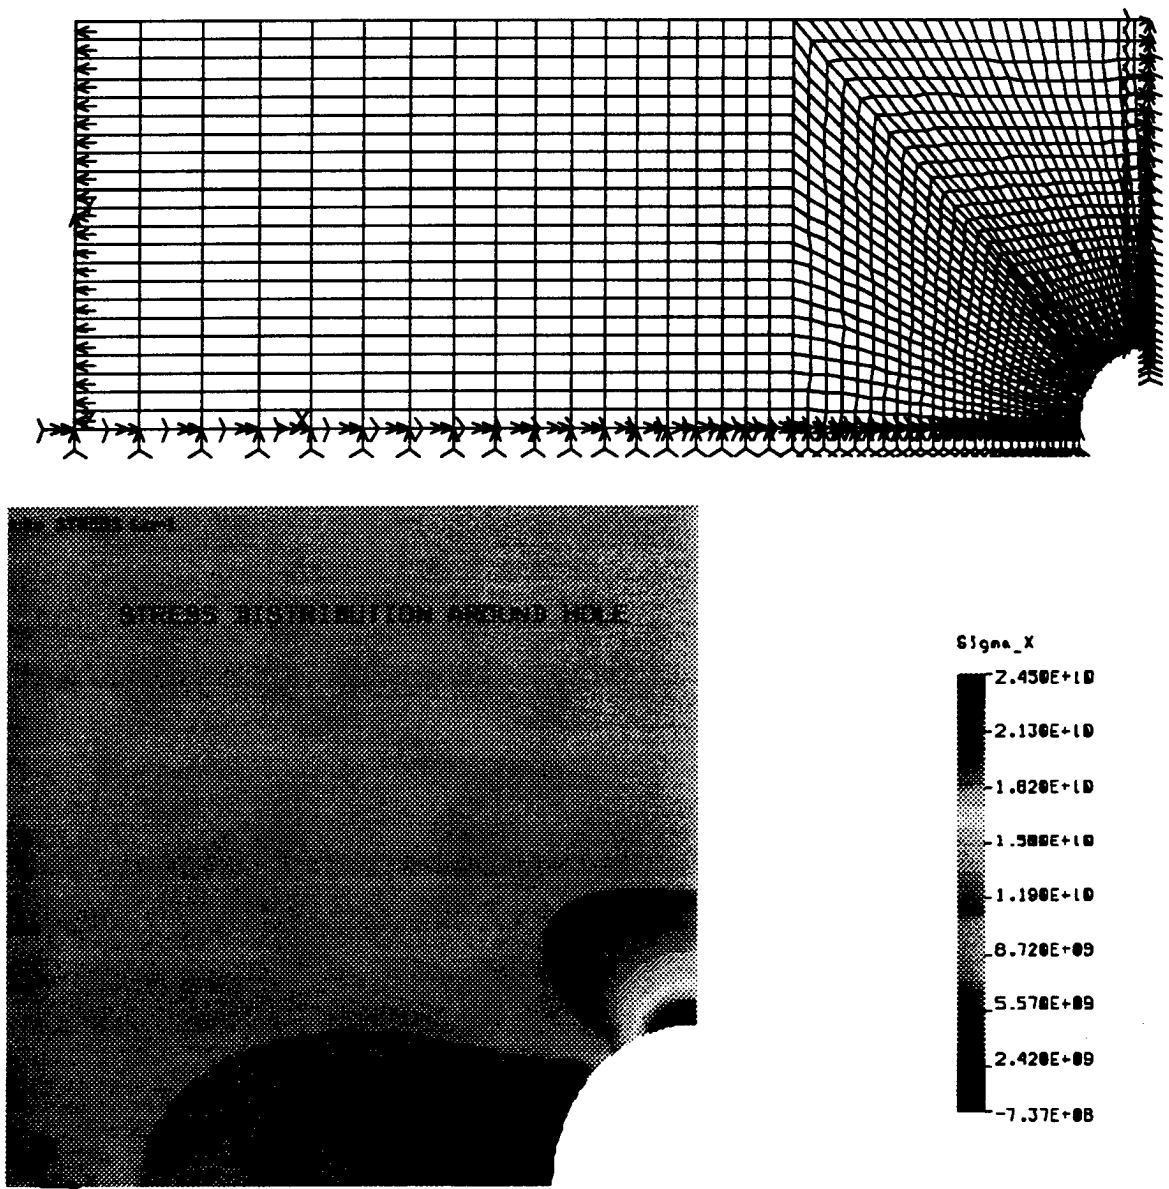 X
STRESS DISTRIBUTION AROUND HOLE
Sigma_X
2.450E+10
2.130E+10
1.820E+10
1.500E+10
1.190E+10
8.720E+09
5.570E+09
2.420E+09
-7.37E+08